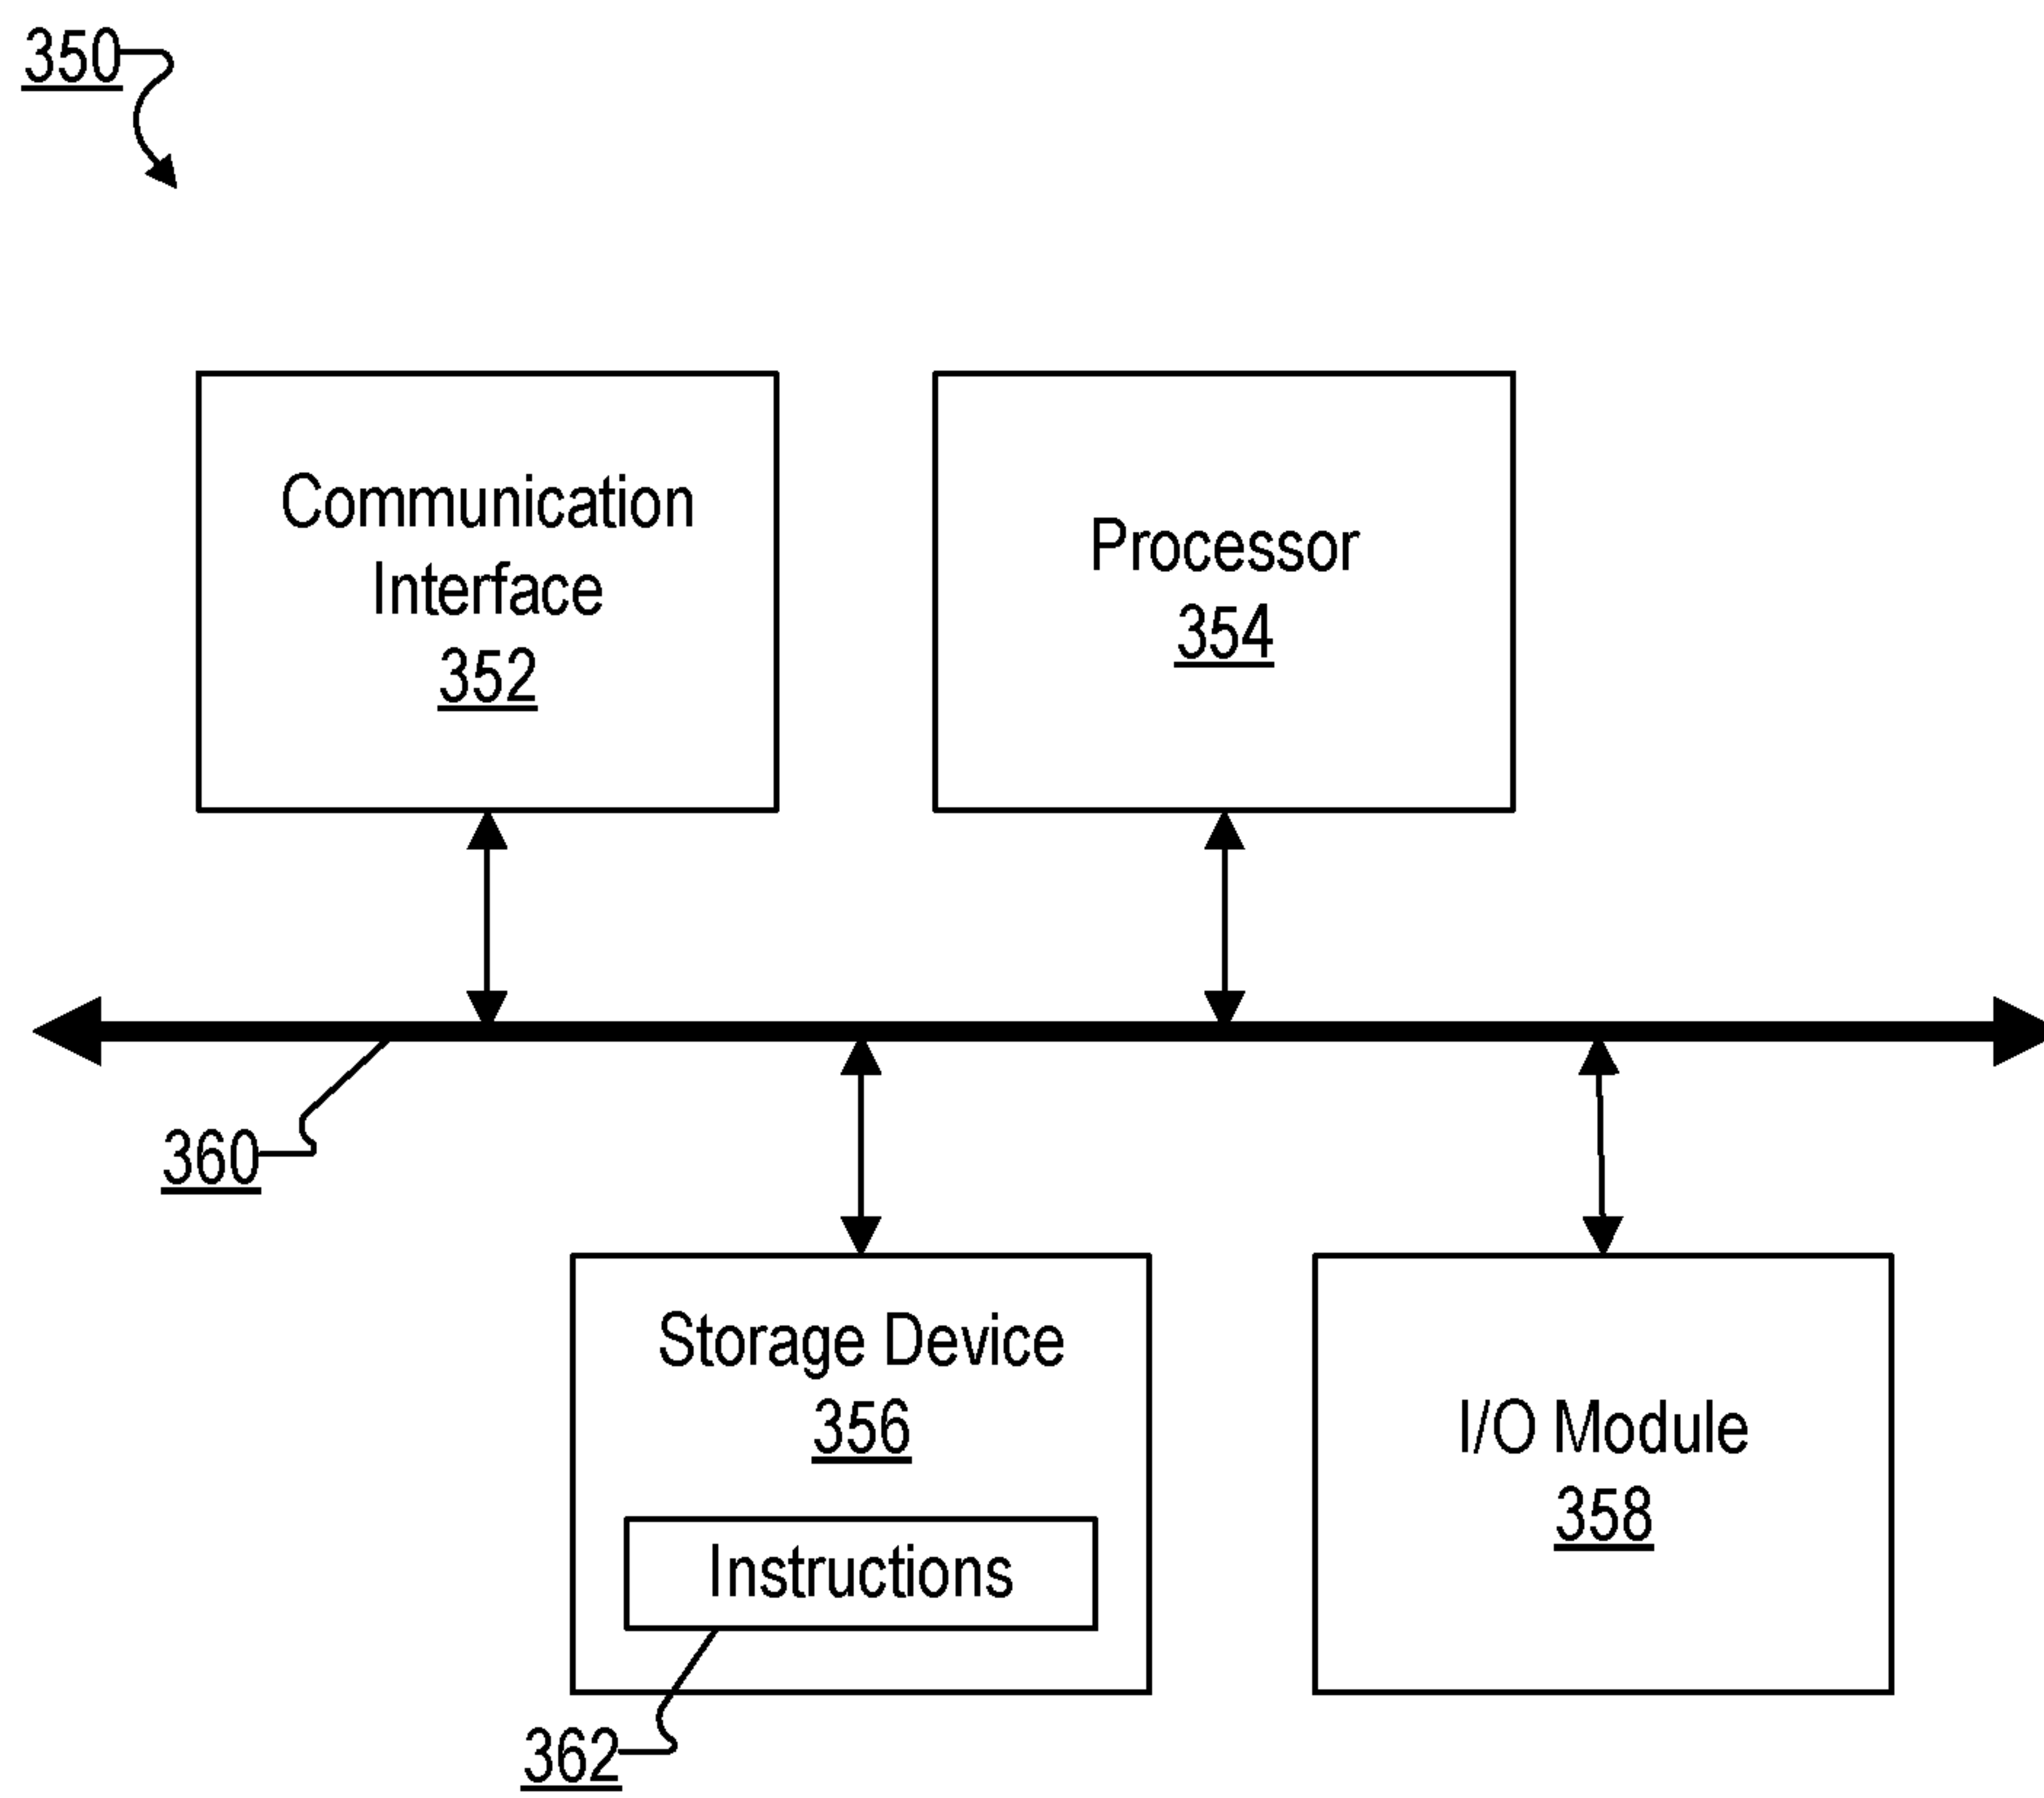 350
Communication
Interface
352
Processor
354
360
Storage Device
356
Instructions
I/O Module
358
362